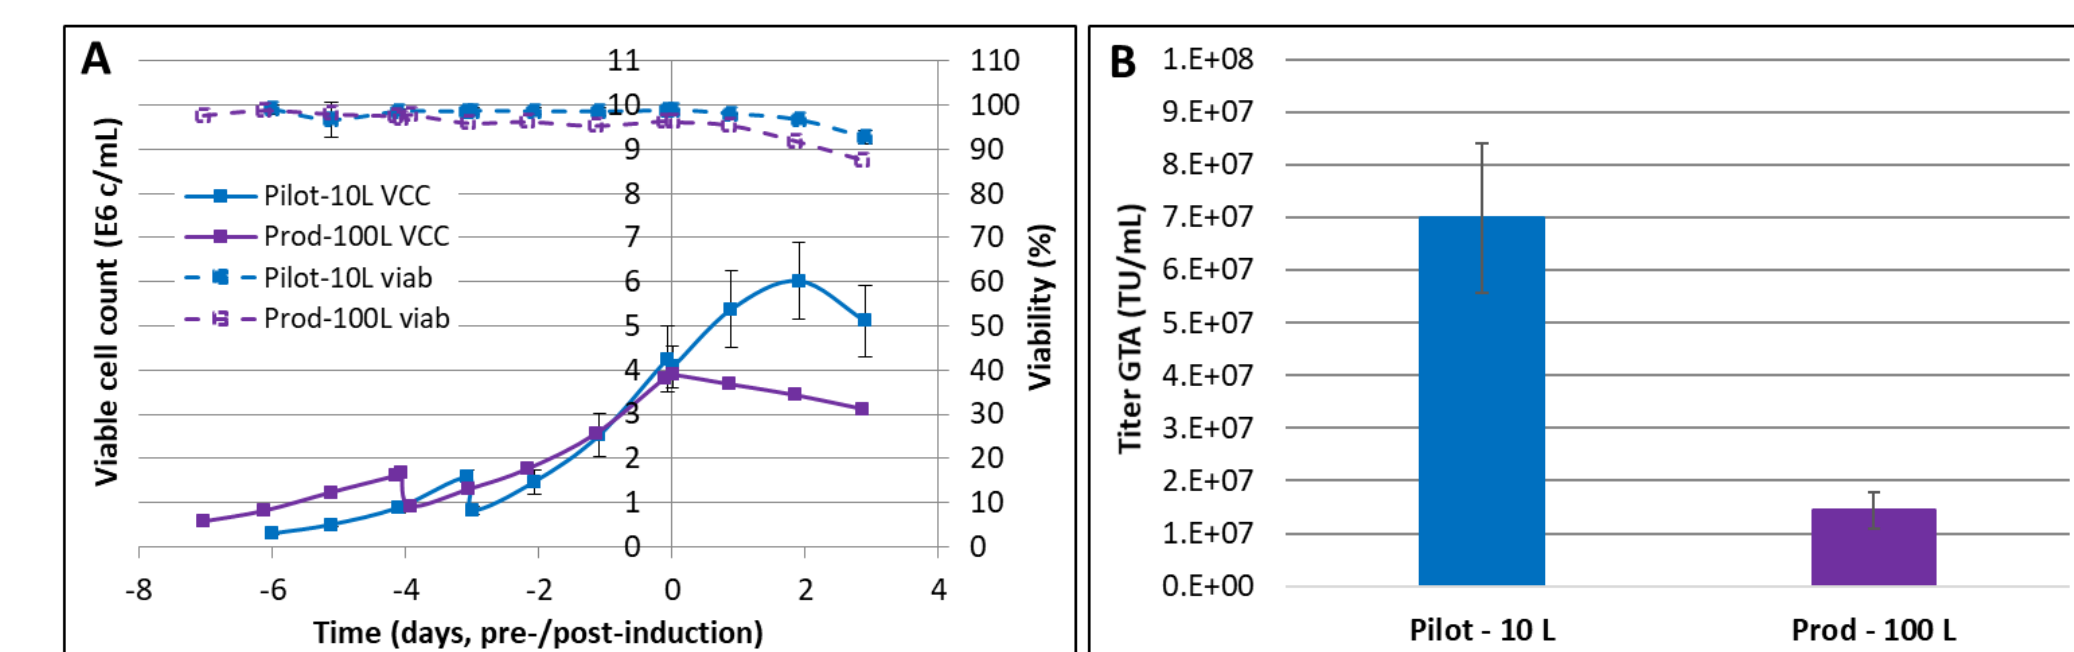 A
Viable cell count (E6 c/mL)
11
10
9
8
7
6
5
4
3
2
1
0
110
100
90
80
70
60
50
40
30
20
10
0
Viability (%)
Pilot-10L VCC
Prod-100L VCC
Pilot-10L viab
Prod-100L viab
-8 -6 -4 -2 0 2 4
Time (days, pre-/post-induction)
B
Titer GTA (TU/mL)
1.E+08
9.E+07
8.E+07
7.E+07
6.E+07
5.E+07
4.E+07
3.E+07
2.E+07
1.E+07
0.E+00
Pilot - 10 L Prod - 100 L